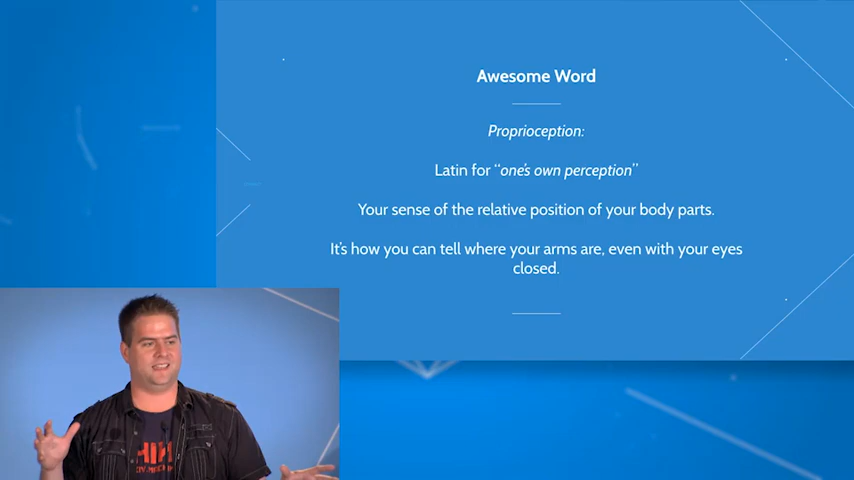 Awesome Word
Proprioception:
Latin for “one’s own perception”
Your sense of the relative position of your body parts.
It’s how you can tell where your arms are, even with your eyes
closed.